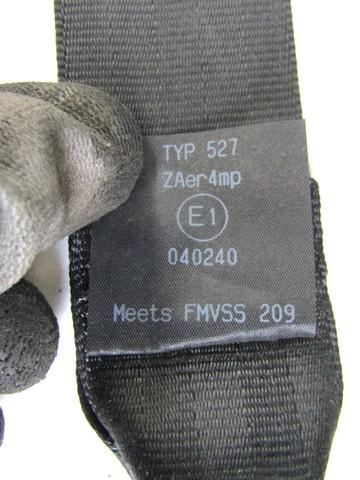 TYP 527
ZAer4mp
E1
040240
Meets FMVSS 209